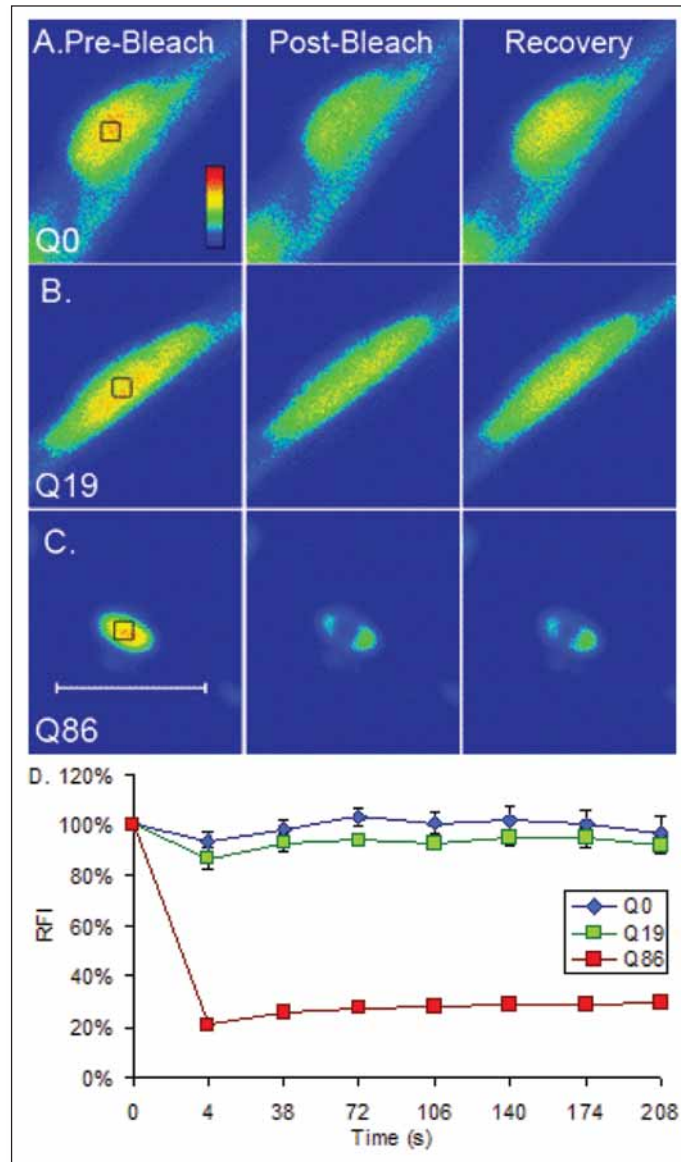 A.Pre-Bleach Post-Bleach Recovery
Q0
B.
Q19
C.
Q86
D. 120%
100%
80%
60%
40%
20%
0%
RFI
Q0
Q19
Q86
0 4 38 72 106 140 174 208
Time (s)